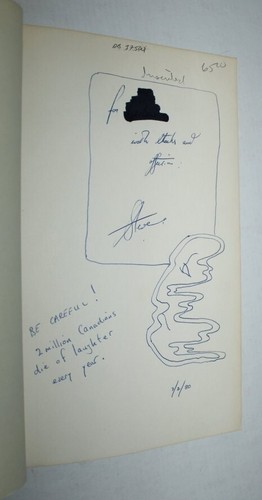 Inscribed
for
with thanks and
affection.
Steve
BE CAREFUL!
2 million Canadians
die of laughter
every year.